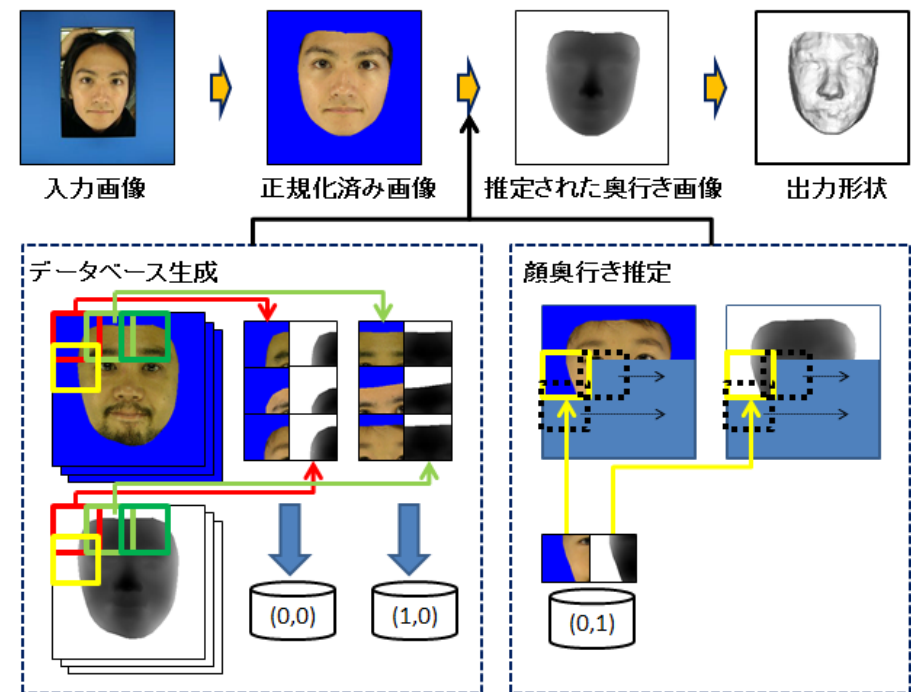 入力画像
正規化済み画像
推定された奥行き画像
出力形状
データベース生成
顔奥行き推定
(0,0)
(1,0)
(0,1)